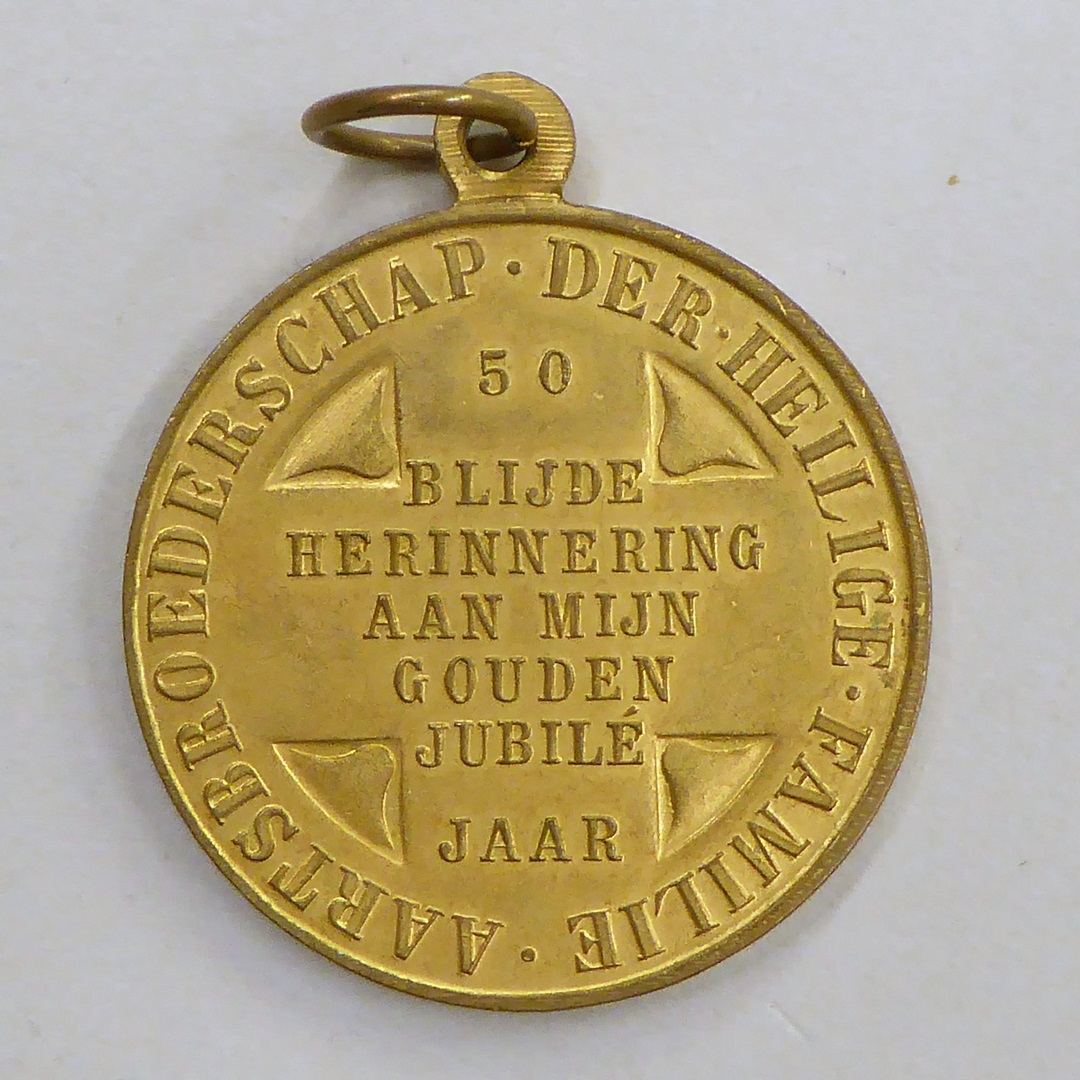 AARTSBROEDERSCHAP · DER · HEILIGE · FAMILIE ·
50
BLIJDE
HERINNERING
AAN MIJN
GOUDEN
JUBILÉ
JAAR